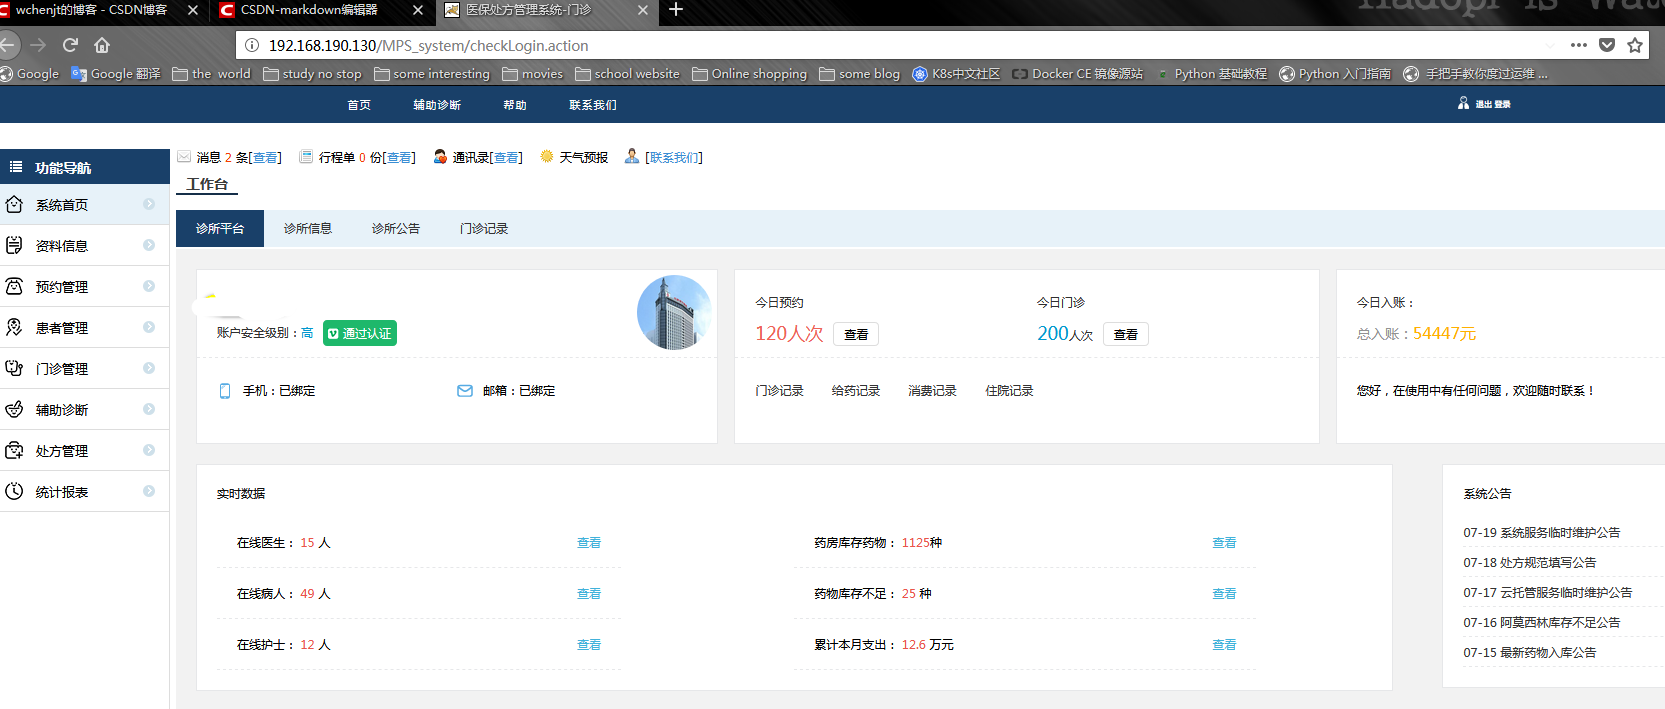 wchenjt的博客 - CSDN博客 CSDN-markdown编辑器 医保处方管理系统-门诊
192.168.190.130/MPS_system/checkLogin.action
Google Google 翻译 the world study no stop some interesting movies school website Online shopping some blog K8s中文社区 Docker CE 镜像源站 Python 基础教程 Python 入门指南 手把手教你度过运维 ...
首页 辅助诊断 帮助 联系我们 退出 登录
功能导航
系统首页
资料信息
预约管理
患者管理
门诊管理
辅助诊断
处方管理
统计报表
消息 2 条[查看] 行程单 0 份[查看] 通讯录[查看] 天气预报 [联系我们]
工作台
诊所平台 诊所信息 诊所公告 门诊记录
账户安全级别：高 通过认证
手机：已绑定 邮箱：已绑定
今日预约 今日门诊
120人次 查看 200人次 查看
门诊记录 给药记录 消费记录 住院记录
今日入账：
总入账：54447元
您好，在使用中有任何问题，欢迎随时联系！
实时数据
在线医生： 15 人 查看 药房库存药物： 1125种 查看
在线病人： 49 人 查看 药物库存不足： 25 种 查看
在线护士： 12 人 查看 累计本月支出： 12.6 万元 查看
系统公告
07-19 系统服务临时维护公告
07-18 处方规范填写公告
07-17 云托管服务临时维护公告
07-16 阿莫西林库存不足公告
07-15 最新药物入库公告